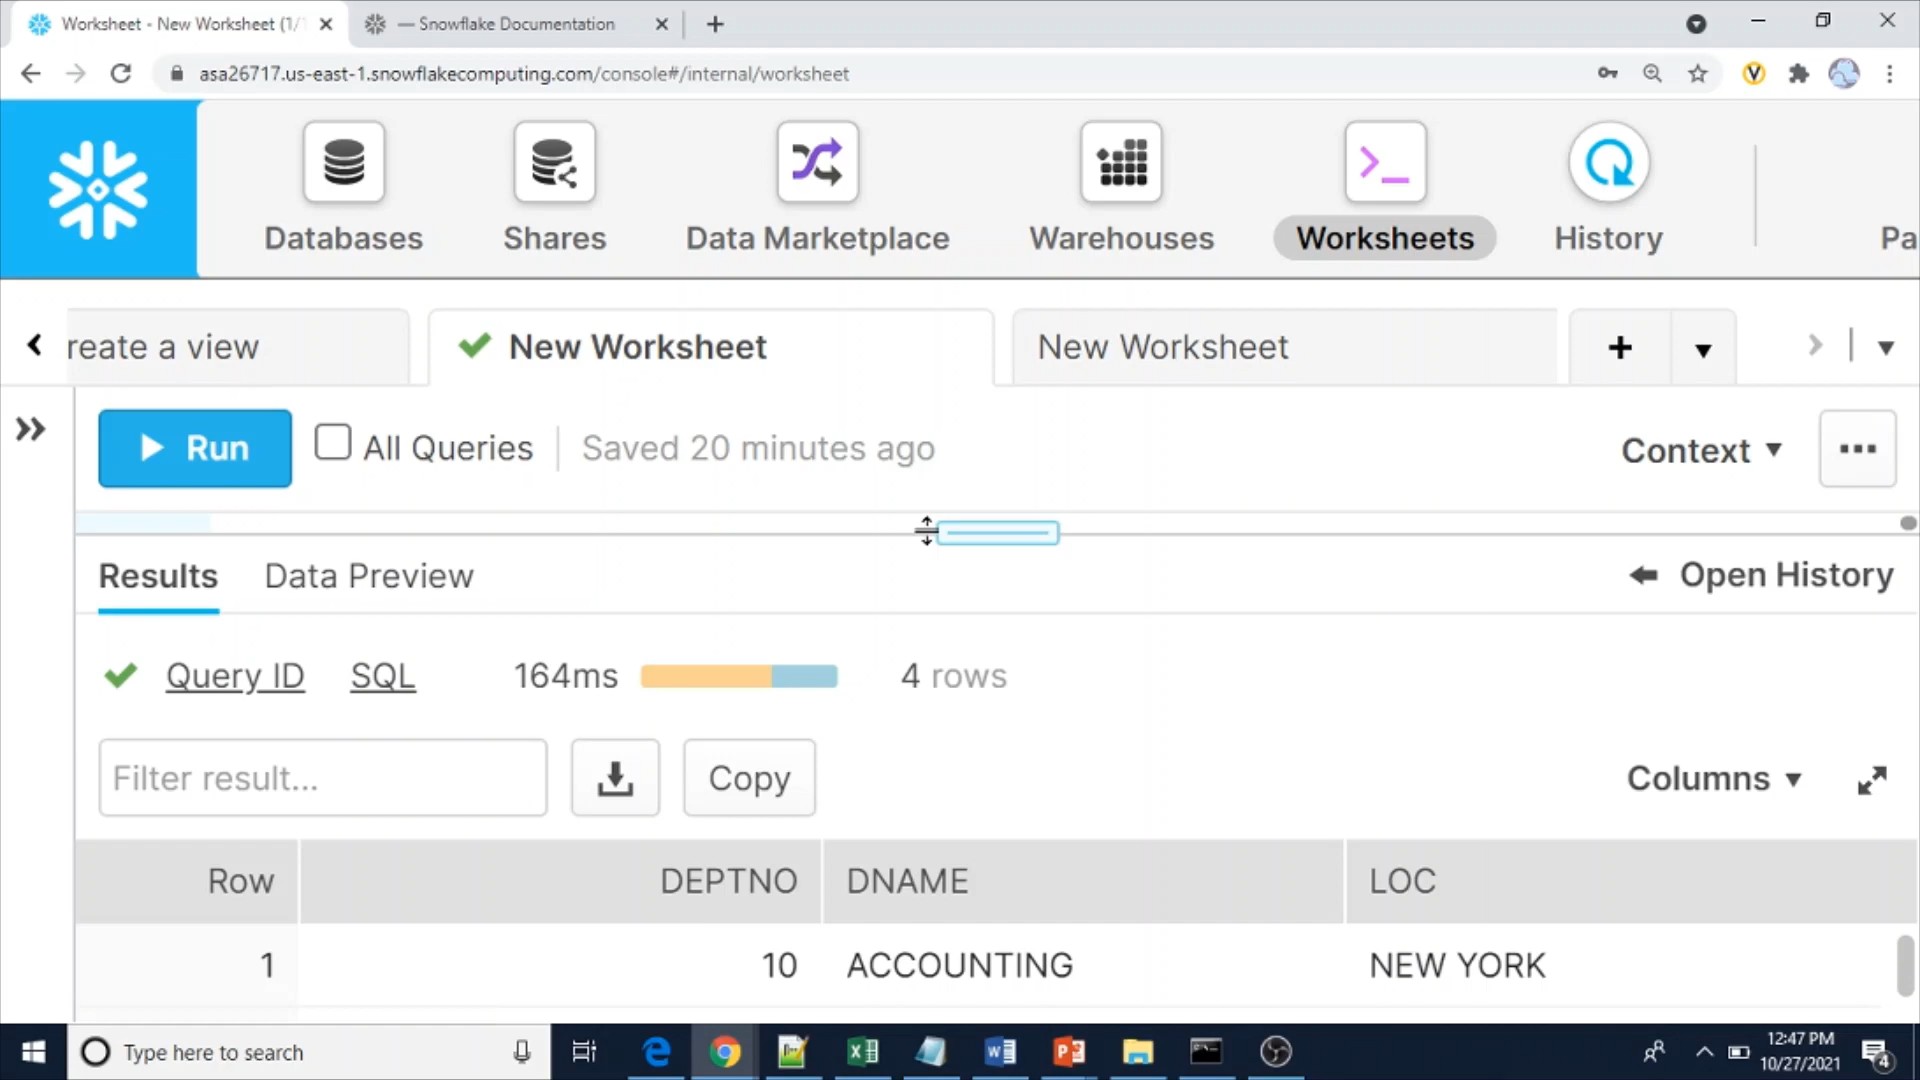 Worksheet - New Worksheet (1/
— Snowflake Documentation
asa26717.us-east-1.snowflakecomputing.com/console#/internal/worksheet
Databases
Shares
Data Marketplace
Warehouses
Worksheets
History
Pa
reate a view
New Worksheet
New Worksheet
Run
All Queries
Saved 20 minutes ago
Context
Results
Data Preview
Open History
Query ID
SQL
164ms
4 rows
Filter result...
Copy
Columns
Row DEPTNO DNAME LOC
1 10 ACCOUNTING NEW YORK
Type here to search
12:47 PM
10/27/2021
4